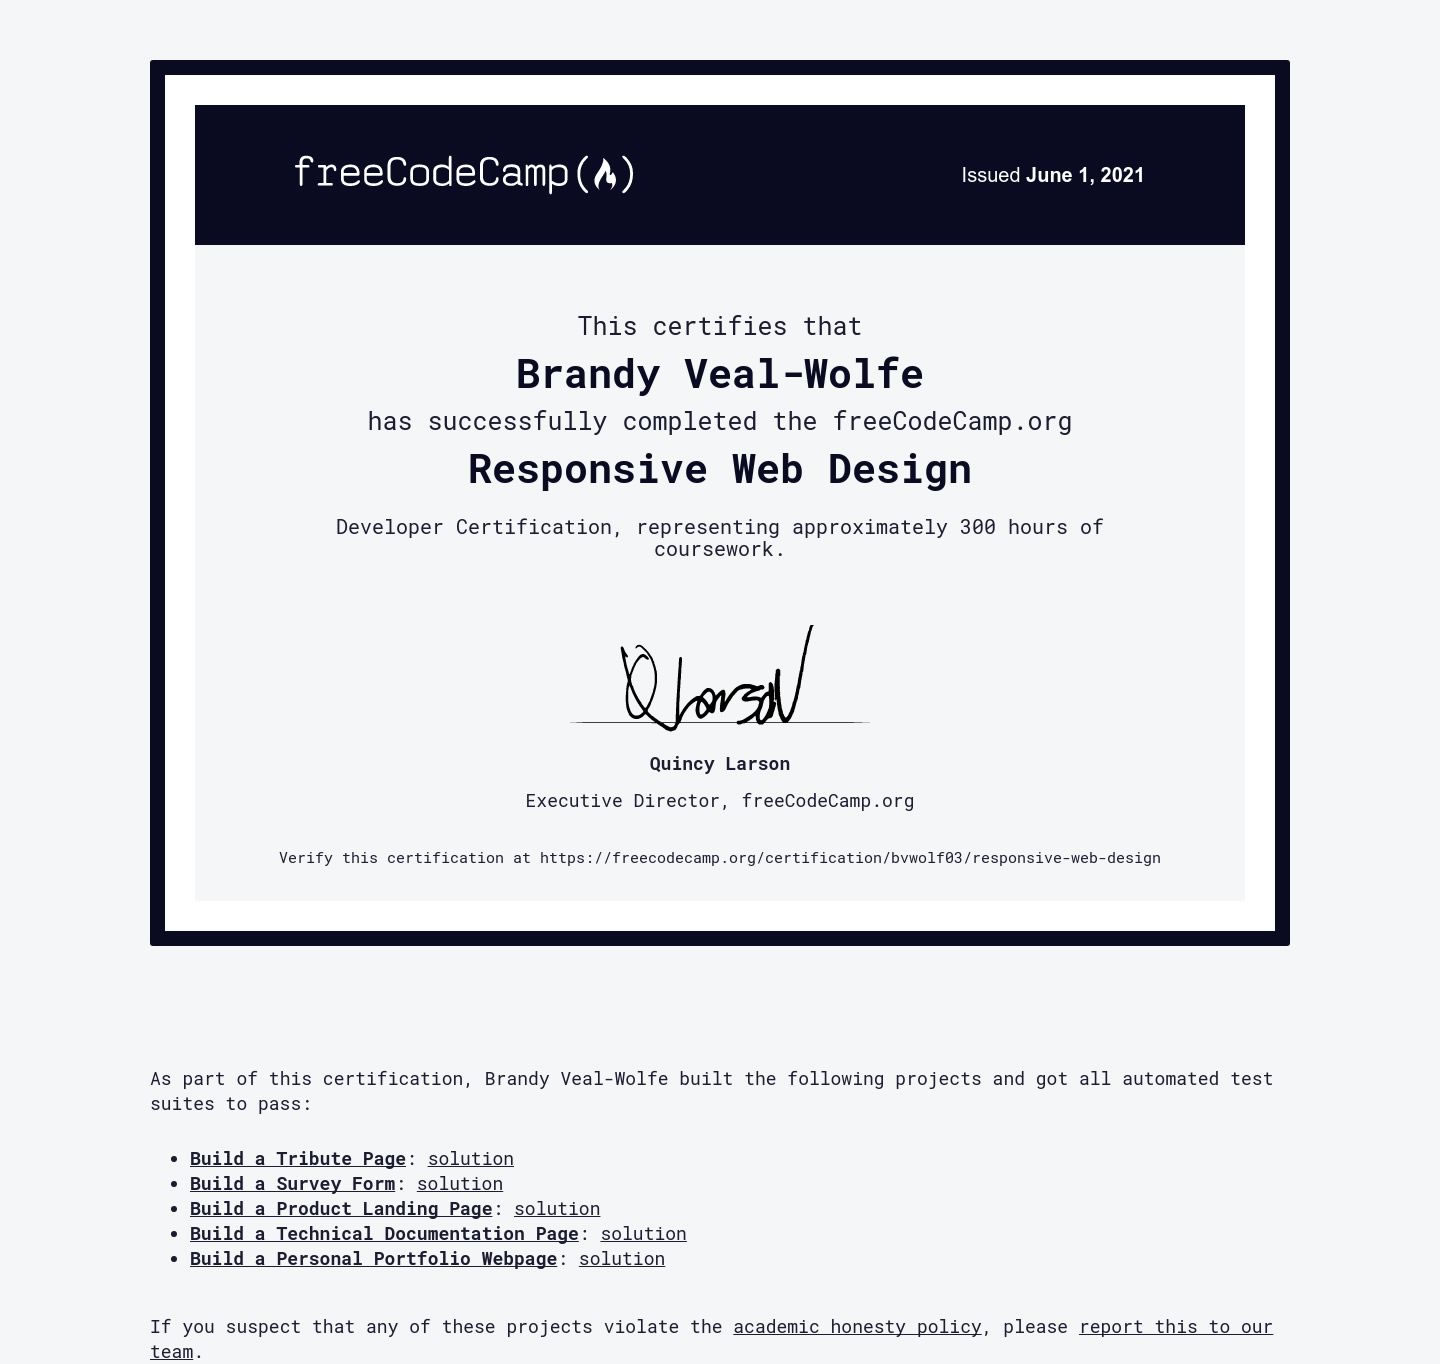 freeCodeCamp(🔥)
Issued June 1, 2021
This certifies that
Brandy Veal-Wolfe
has successfully completed the freeCodeCamp.org
Responsive Web Design
Developer Certification, representing approximately 300 hours of
coursework.
QLarson
Quincy Larson
Executive Director, freeCodeCamp.org
Verify this certification at https://freecodecamp.org/certification/bvwolf03/responsive-web-design
As part of this certification, Brandy Veal-Wolfe built the following projects and got all automated test
suites to pass:
• Build a Tribute Page: solution
• Build a Survey Form: solution
• Build a Product Landing Page: solution
• Build a Technical Documentation Page: solution
• Build a Personal Portfolio Webpage: solution
If you suspect that any of these projects violate the academic honesty policy, please report this to our
team.